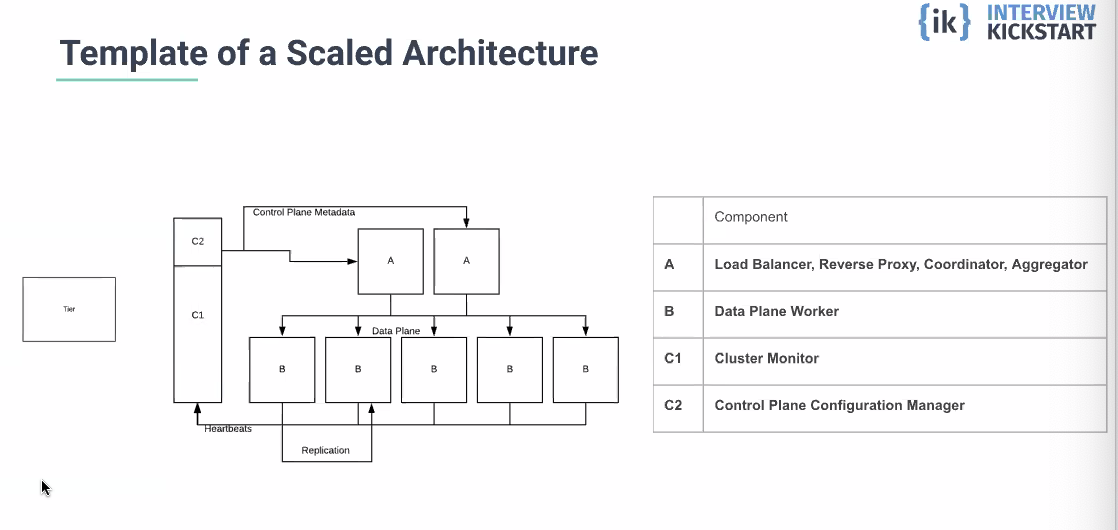 {ik} INTERVIEW
KICKSTART
Template of a Scaled Architecture
Control Plane Metadata
C2
A
A
C1
Tier
Data Plane
B
B
B
B
B
Heartbeats
Replication
Component
A Load Balancer, Reverse Proxy, Coordinator, Aggregator
B Data Plane Worker
C1 Cluster Monitor
C2 Control Plane Configuration Manager